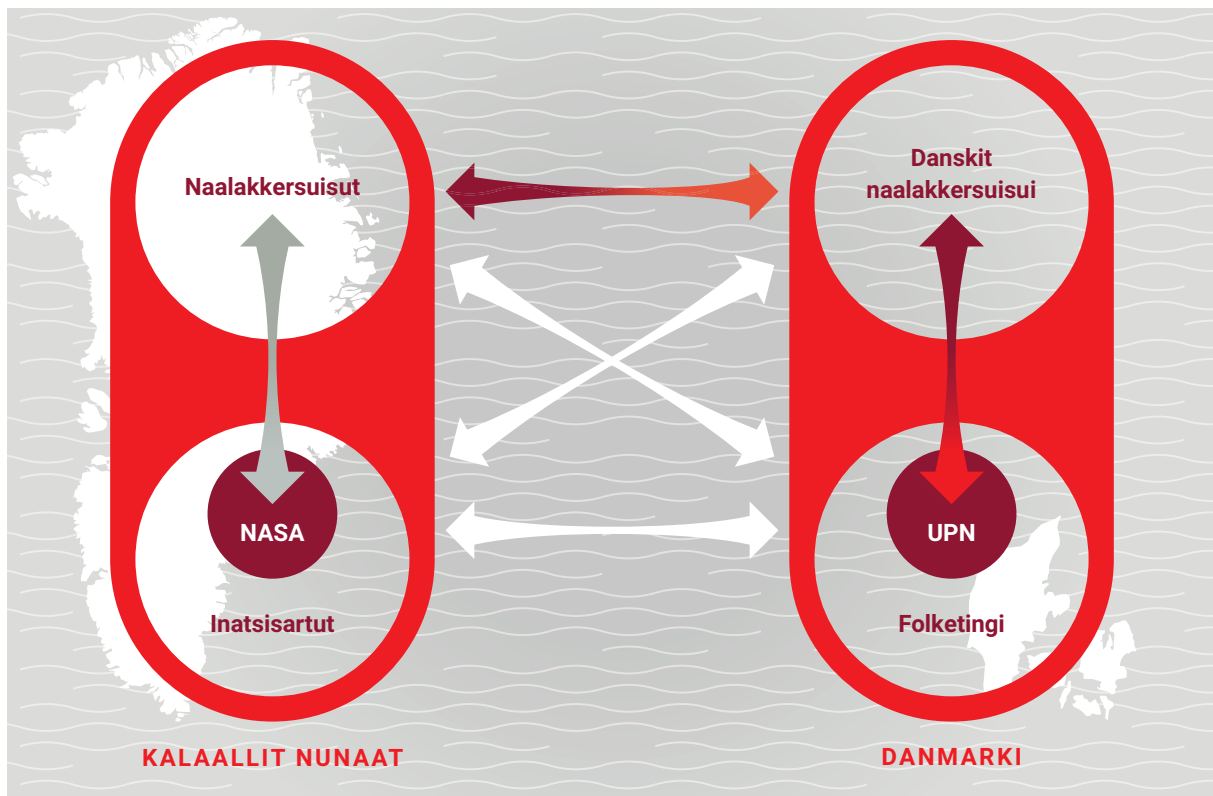 Naalakkersuisut
Danskit
naalakkersuisui
NASA
UPN
Inatsisartut
Folketingi
KALAALLIT NUNAAT
DANMARKI